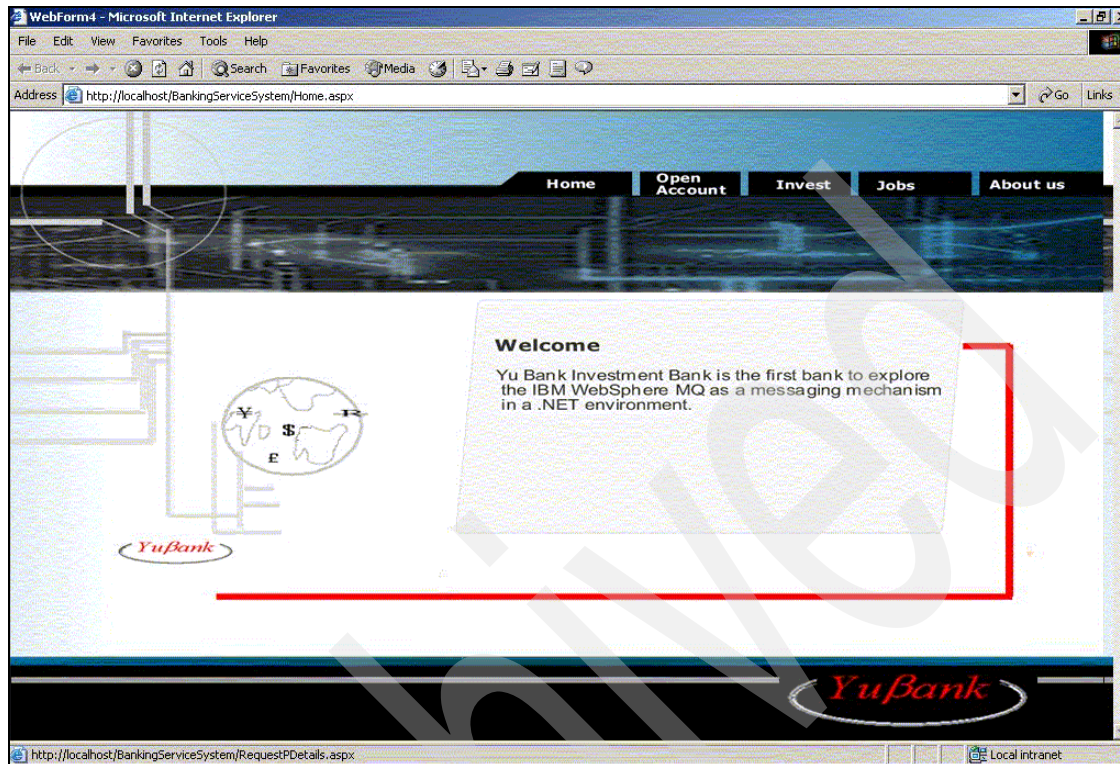 WebForm4 - Microsoft Internet Explorer
File Edit View Favorites Tools Help
Back Search Favorites Media
Address http://localhost/BankingServiceSystem/Home.aspx Go Links
Home Open Account Invest Jobs About us
Welcome
Yu Bank Investment Bank is the first bank to explore
the IBM WebSphere MQ as a messaging mechanism
in a .NET environment.
¥ R
$
£
YuBank
YuBank
http://localhost/BankingServiceSystem/RequestPDetails.aspx Local intranet
hived